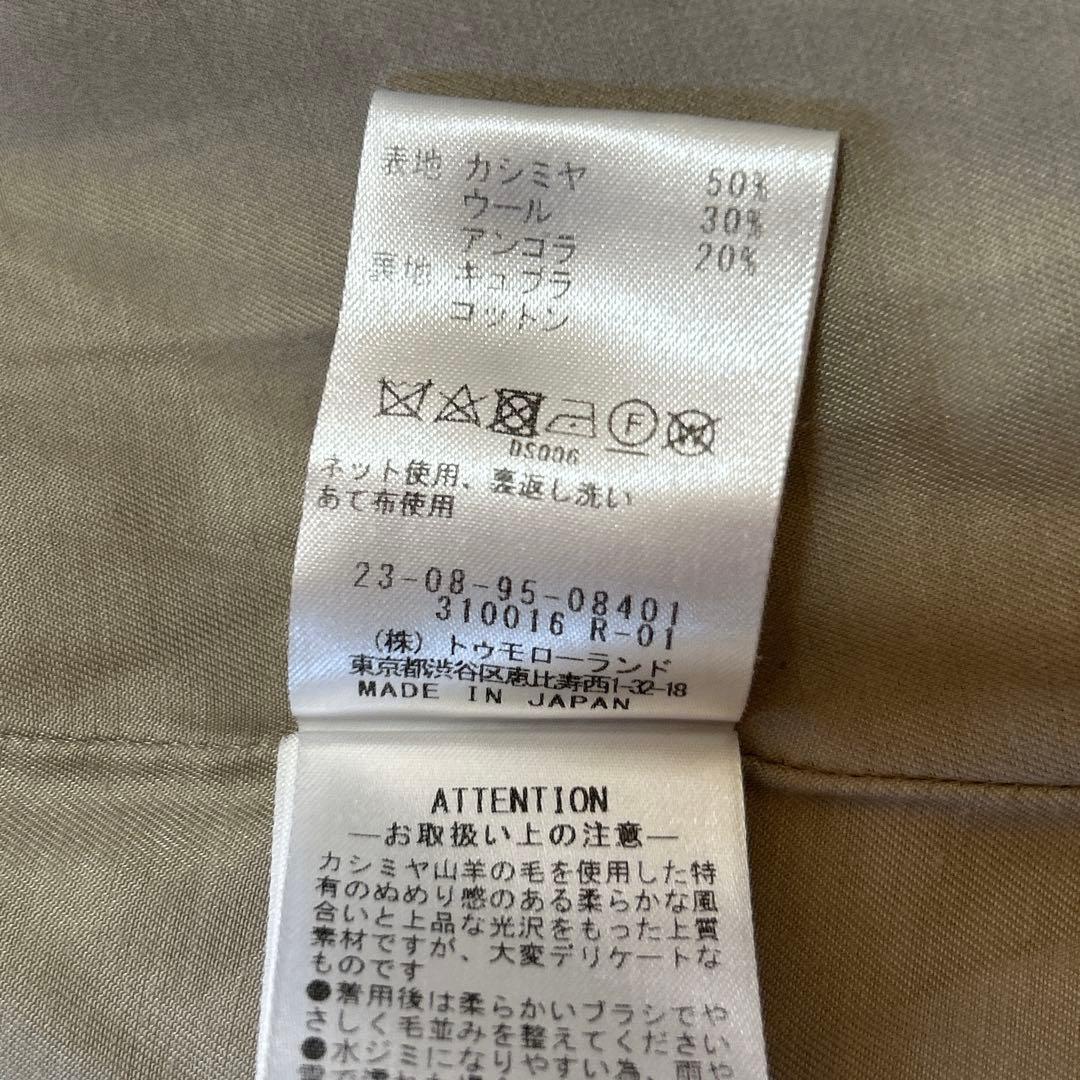 表地 カシミヤ 50%
ウール 30%
アンゴラ 20%
裏地 キュプラ
コットン
F
W
DS006
ネット使用、裏返し洗い
あて布使用
23-08-95-08401
310016 R-01
(株) トゥモローランド
東京都渋谷区恵比寿西1-32-18
MADE IN JAPAN
ATTENTION
―お取扱い上の注意―
カシミヤ山羊の毛を使用した特
有のぬめり感のある柔らかな風
合いと上品な光沢をもった上質
素材ですが、大変デリケートな
ものです
●着用後は柔らかいブラシでや
さしく毛並みを整えてください
●水ジミになりやすい為、雨や